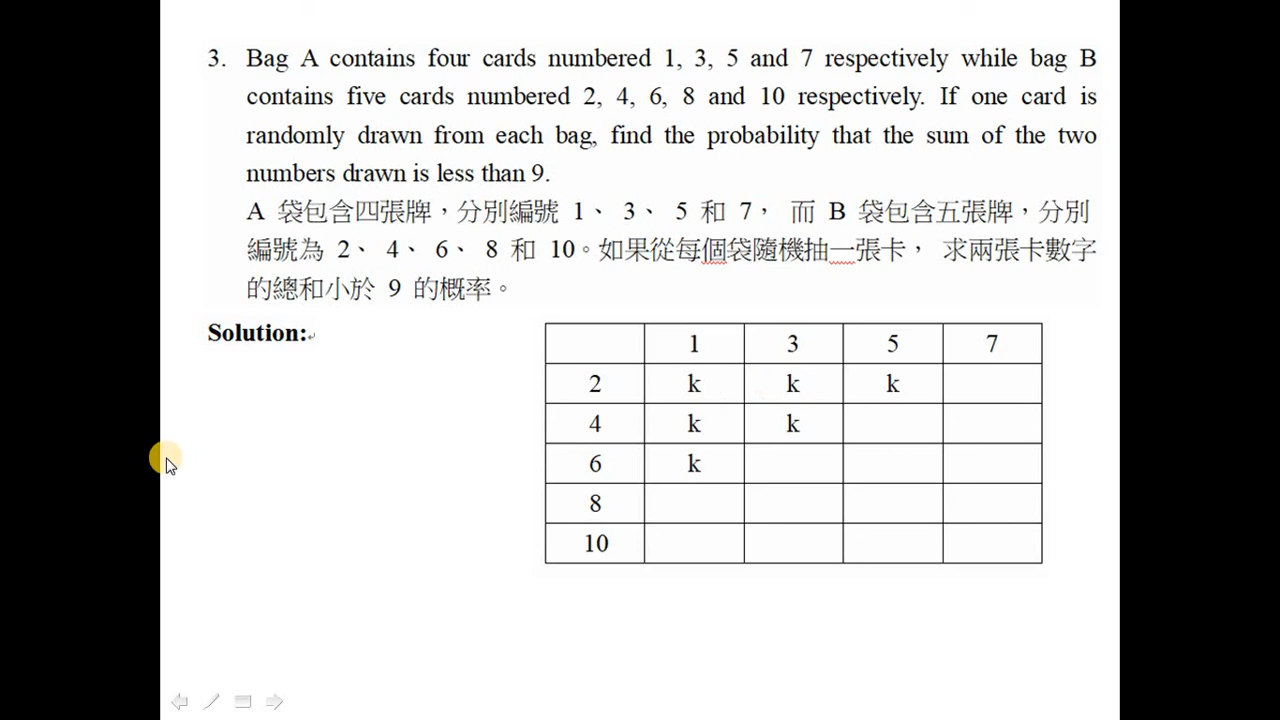 3. Bag A contains four cards numbered 1, 3, 5 and 7 respectively while bag B
contains five cards numbered 2, 4, 6, 8 and 10 respectively. If one card is
randomly drawn from each bag, find the probability that the sum of the two
numbers drawn is less than 9.
A 袋包含四張牌，分別編號 1、 3、 5 和 7， 而 B 袋包含五張牌，分別
編號為 2、 4、 6、 8 和 10。如果從每個袋隨機抽一張卡， 求兩張卡數字
的總和小於 9 的概率。
Solution:
1 3 5 7
2 k k k
4 k k
6 k
8
10